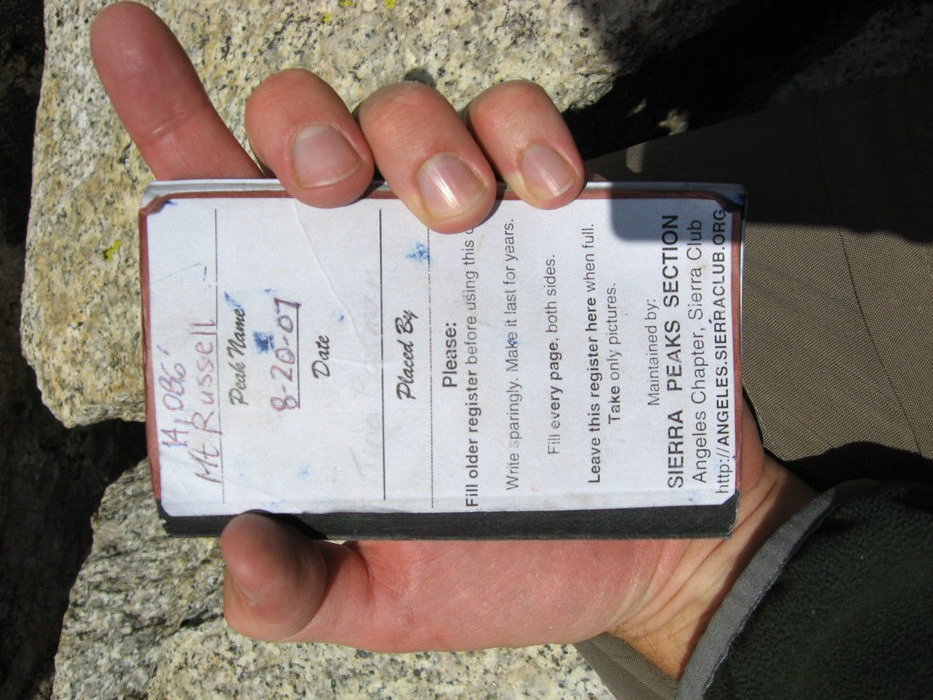 14,086'
Mt Russell
Peak Name
8-20-07
Date
Placed By
Please:
Fill older register before using this
Write sparingly. Make it last for years.
Fill every page, both sides.
Leave this register here when full.
Take only pictures.
Maintained by:
SIERRA PEAKS SECTION
Angeles Chapter, Sierra Club
http://ANGELES.SIERRACLUB.ORG